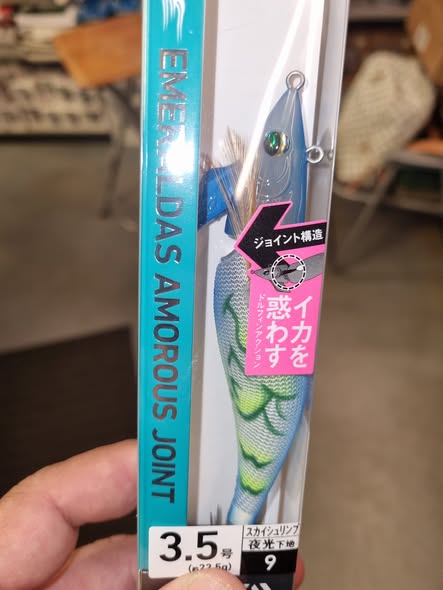 EMERALDAS AMOROUS JOINT
ジョイント構造
イカを
惑わす
ドルフィンアクション
3.5号
(約22.5g)
スカイシュリンプ
夜光下地
9